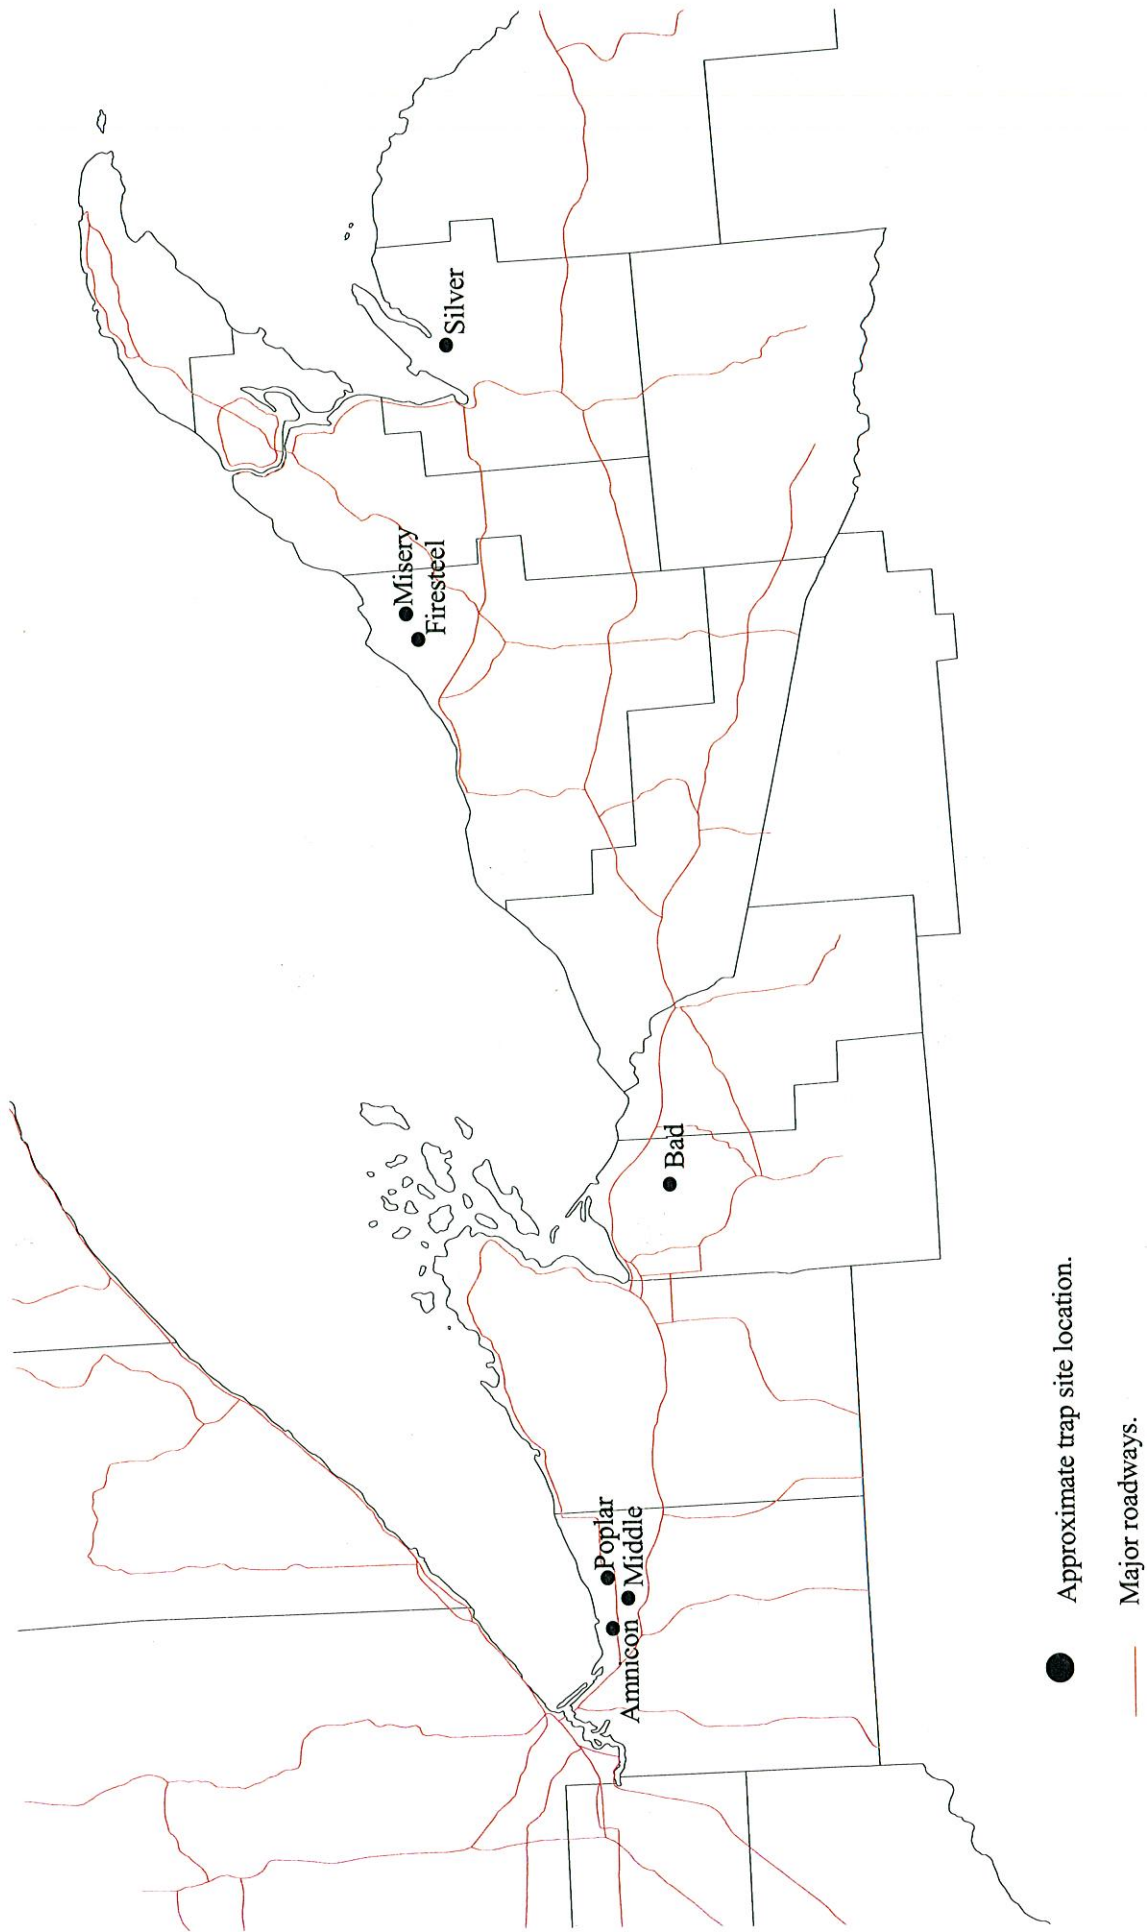 Silver
Misery
Firesteel
Bad
Poplar
Middle
Amnicon
Approximate trap site location.
Major roadways.